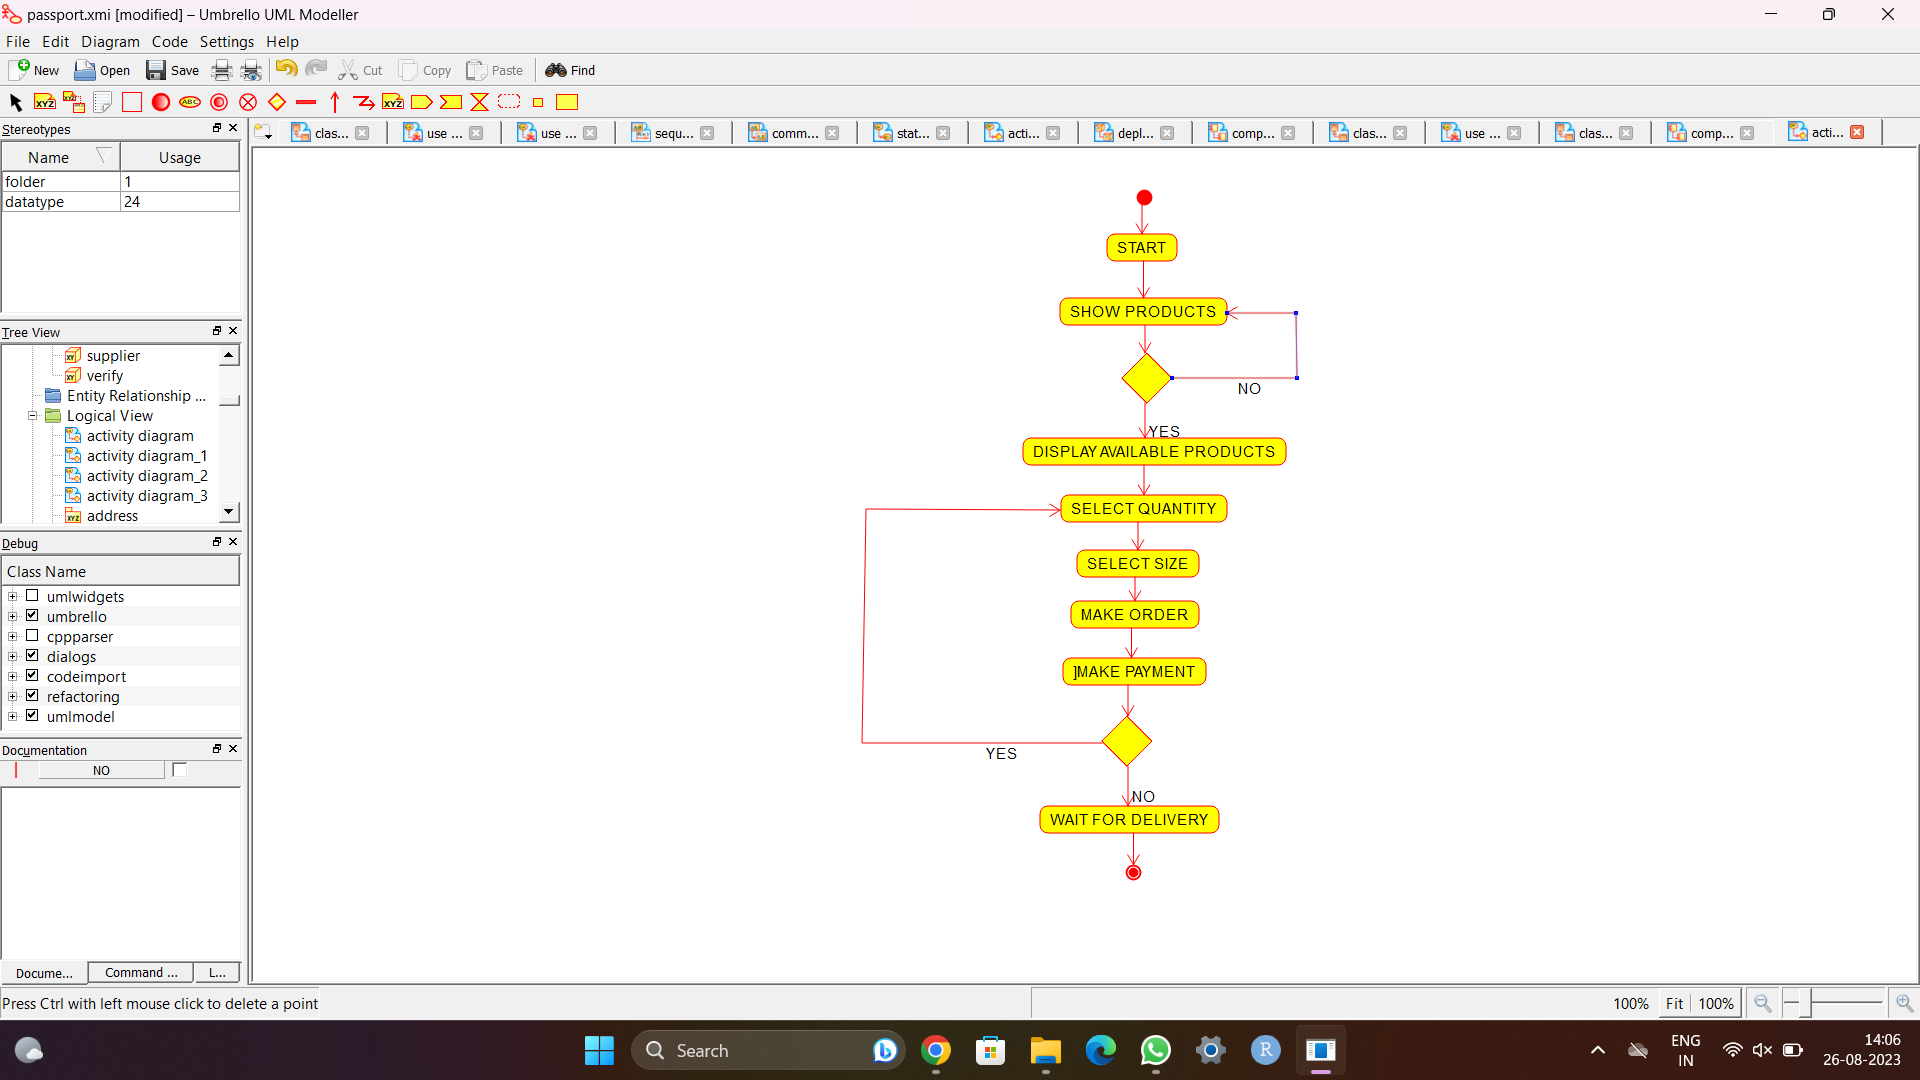 passport.xmi [modified] – Umbrello UML Modeller
File Edit Diagram Code Settings Help
New Open Save Cut Copy Paste Find
XYZ XYZ ABC XYZ
Stereotypes
clas... use ... use ... sequ... comm... stat... acti... depl... comp... clas... use ... clas... comp... acti...
Name Usage
folder 1
datatype 24
Tree View
supplier
verify
Entity Relationship ...
Logical View
activity diagram
activity diagram_1
activity diagram_2
activity diagram_3
address
Debug
Class Name
umlwidgets
umbrello
cppparser
dialogs
codeimport
refactoring
umlmodel
Documentation
NO
Docume... Command ... L...
START
SHOW PRODUCTS
NO
YES
DISPLAY AVAILABLE PRODUCTS
SELECT QUANTITY
SELECT SIZE
MAKE ORDER
]MAKE PAYMENT
YES
NO
WAIT FOR DELIVERY
Press Ctrl with left mouse click to delete a point
100% Fit 100%
Search
R
ENG
IN
14:06
26-08-2023